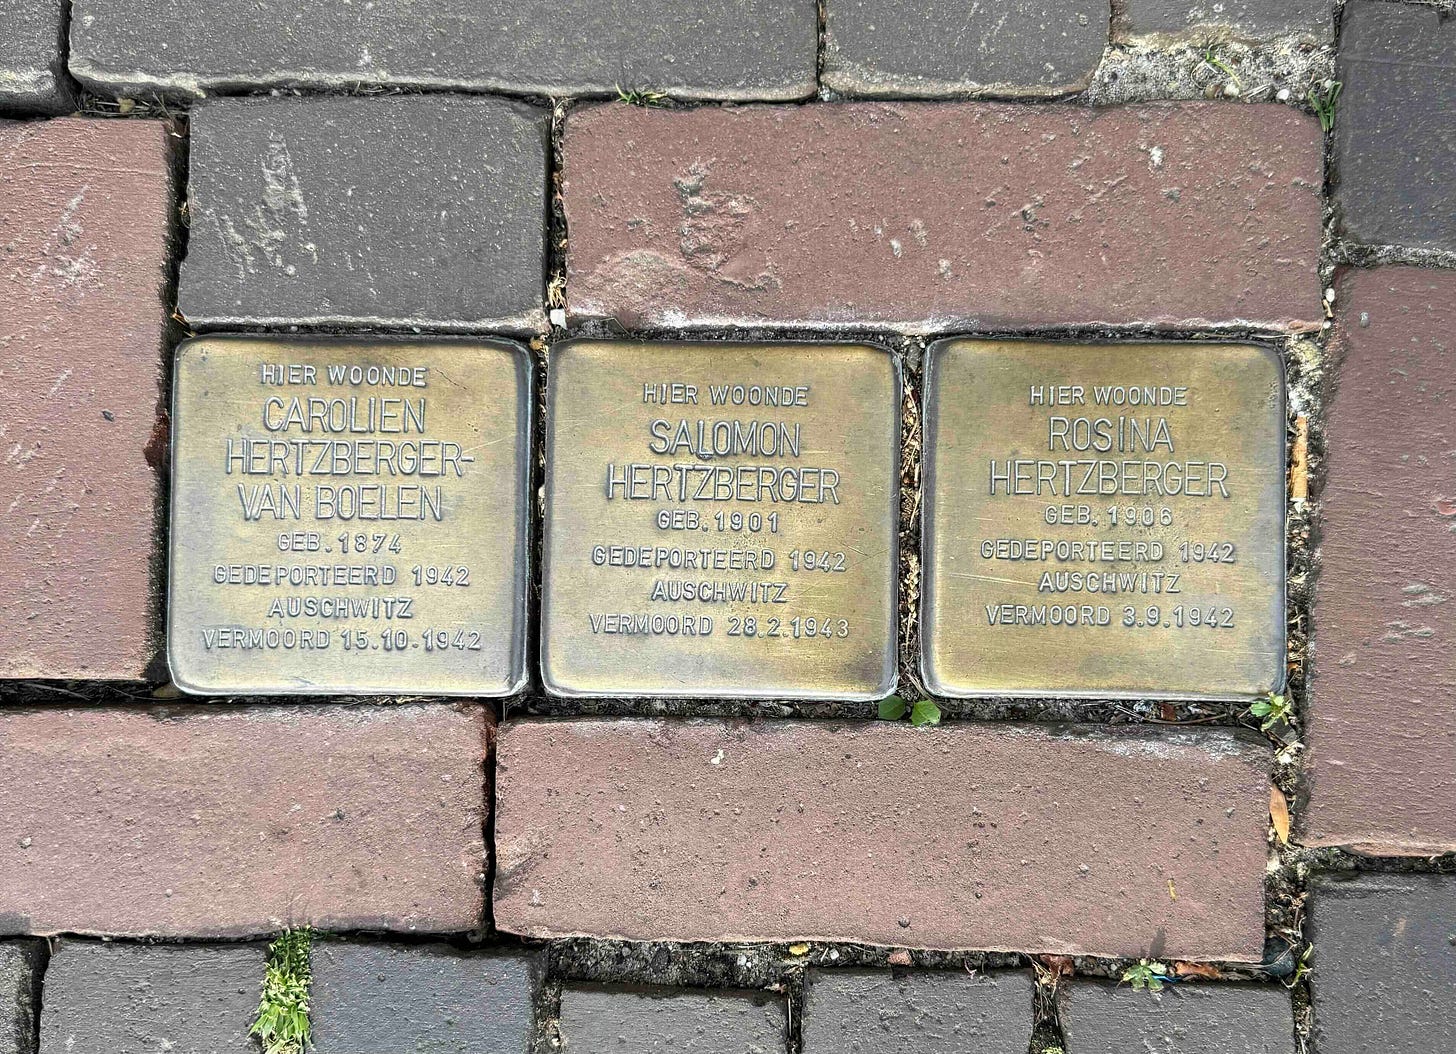 HIER WOONDE
CAROLIEN
HERTZBERGER-
VAN BOELEN
GEB. 1874
GEDEPORTEERD 1942
AUSCHWITZ
VERMOORD 15.10.1942
HIER WOONDE
SALOMON
HERTZBERGER
GEB. 1901
GEDEPORTEERD 1942
AUSCHWITZ
VERMOORD 28.2.1943
HIER WOONDE
ROSINA
HERTZBERGER
GEB. 1906
GEDEPORTEERD 1942
AUSCHWITZ
VERMOORD 3.9.1942